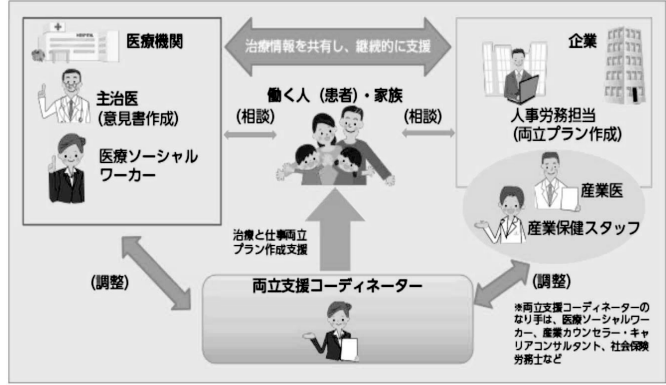 医療機関
治療情報を共有し、継続的に支援
企業
主治医
(意見書作成)
医療ソーシャル
ワーカー
(相談)
働く人(患者)・家族
(相談)
人事労務担当
(両立プラン作成)
産業医
産業保健スタッフ
治療と仕事両立
プラン作成支援
(調整)
両立支援コーディネーター
(調整)
※両立支援コーディネーターの
なり手は、医療ソーシャルワー
カー、産業カウンセラー・キャ
リアコンサルタント、社会保険
労務士など